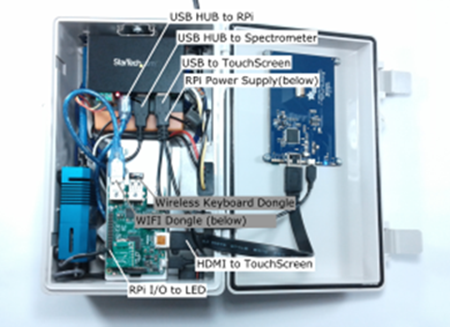 USB HUB to RPi
USB HUB to Spectrometer
USB to TouchScreen
RPi Power Supply(below)
StarTech
Wireless Keyboard Dongle
WIFI Dongle (below)
HDMI to TouchScreen
RPi I/O to LED